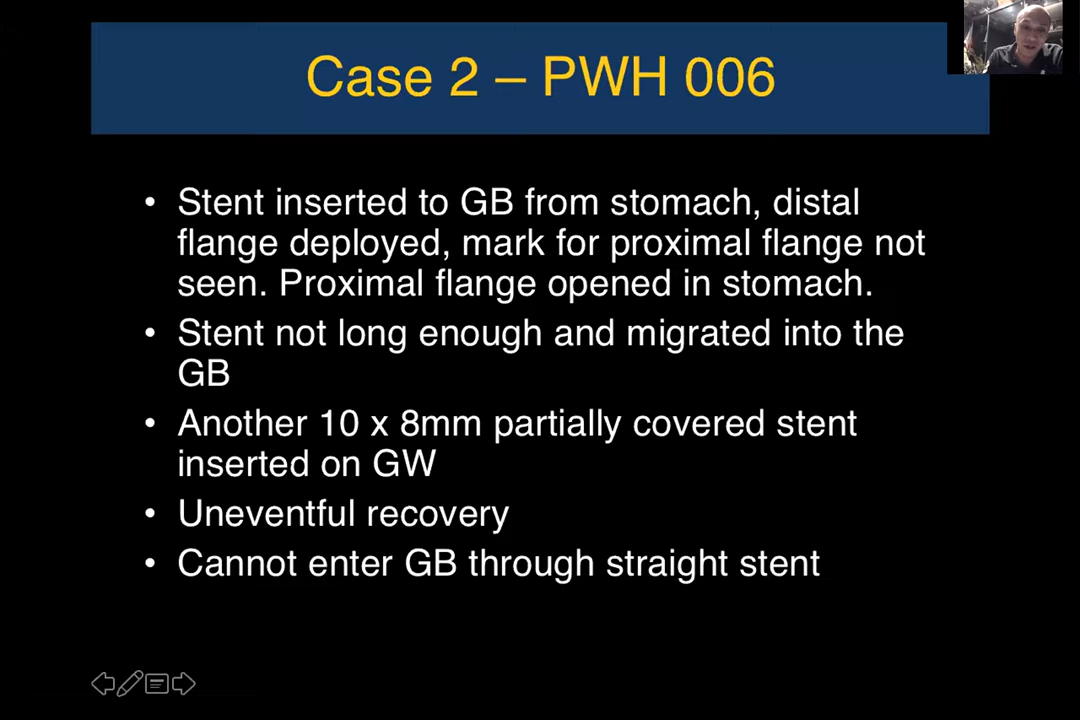 Case 2 – PWH 006
• Stent inserted to GB from stomach, distal
flange deployed, mark for proximal flange not
seen. Proximal flange opened in stomach.
• Stent not long enough and migrated into the
GB
• Another 10 x 8mm partially covered stent
inserted on GW
• Uneventful recovery
• Cannot enter GB through straight stent